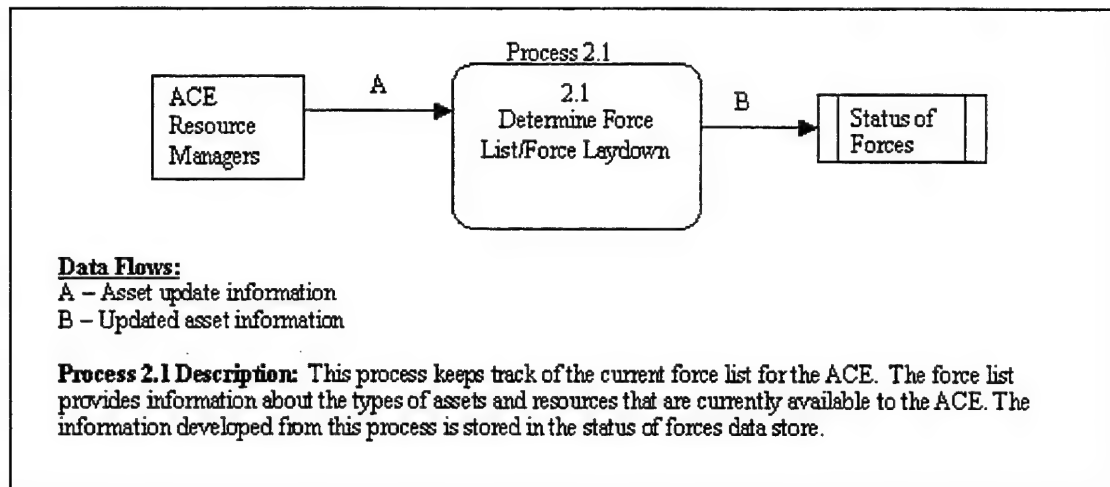 Process 2.1
A
B
ACE
Resource
Managers
2.1
Determine Force
List/Force Laydown
Status of
Forces
Data Flows:
A – Asset update information
B – Updated asset information
Process 2.1 Description: This process keeps track of the current force list for the ACE. The force list
provides information about the types of assets and resources that are currently available to the ACE. The
information developed from this process is stored in the status of forces data store.